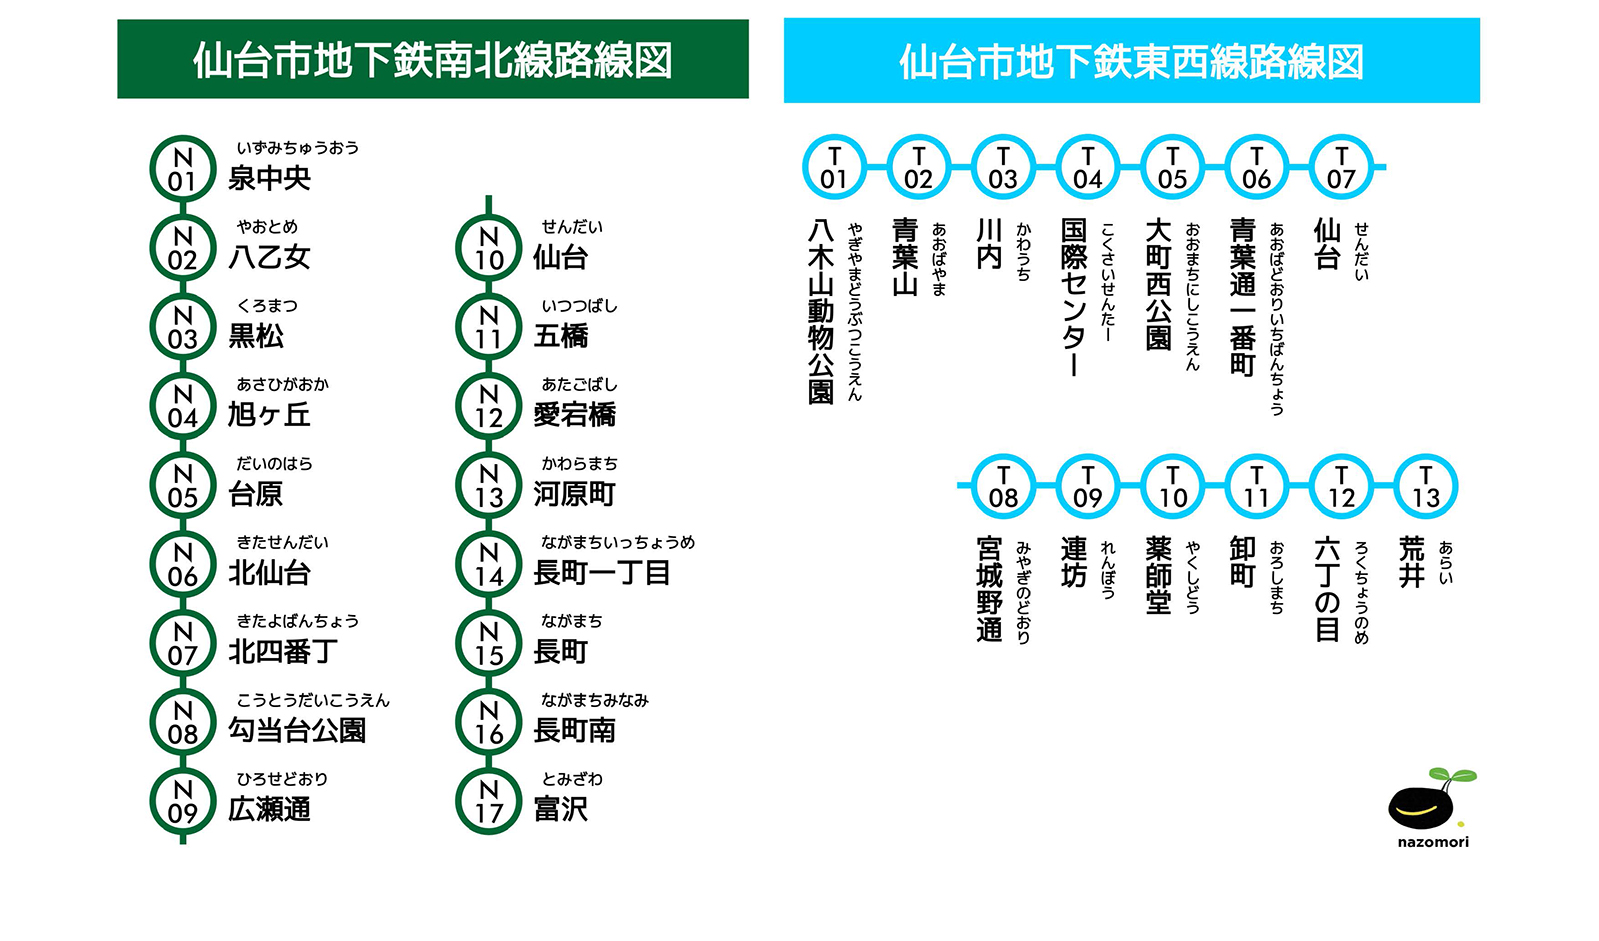 仙台市地下鉄南北線路線図
N
01
いずみちゅうおう
泉中央
N
02
やおとめ
八乙女
N
03
くろまつ
黒松
N
04
あさひがおか
旭ヶ丘
N
05
だいのはら
台原
N
06
きたせんだい
北仙台
N
07
きたよばんちょう
北四番丁
N
08
こうとうだいこうえん
勾当台公園
N
09
ひろせどおり
広瀬通
N
10
せんだい
仙台
N
11
いつつばし
五橋
N
12
あたごばし
愛宕橋
N
13
かわらまち
河原町
N
14
ながまちいっちょうめ
長町一丁目
N
15
ながまち
長町
N
16
ながまちみなみ
長町南
N
17
とみざわ
富沢
仙台市地下鉄東西線路線図
T
01
やぎやまどうぶつこうえん
八木山動物公園
T
02
あおばやま
青葉山
T
03
かわうち
川内
T
04
こくさいせんたー
国際センター
T
05
おおまちにしこうえん
大町西公園
T
06
あおばどおりいちばんちょう
青葉通一番町
T
07
せんだい
仙台
T
08
みやぎのどおり
宮城野通
T
09
れんぼう
連坊
T
10
やくしどう
薬師堂
T
11
おろしまち
卸町
T
12
ろくちょうのめ
六丁の目
T
13
あらい
荒井
nazomori